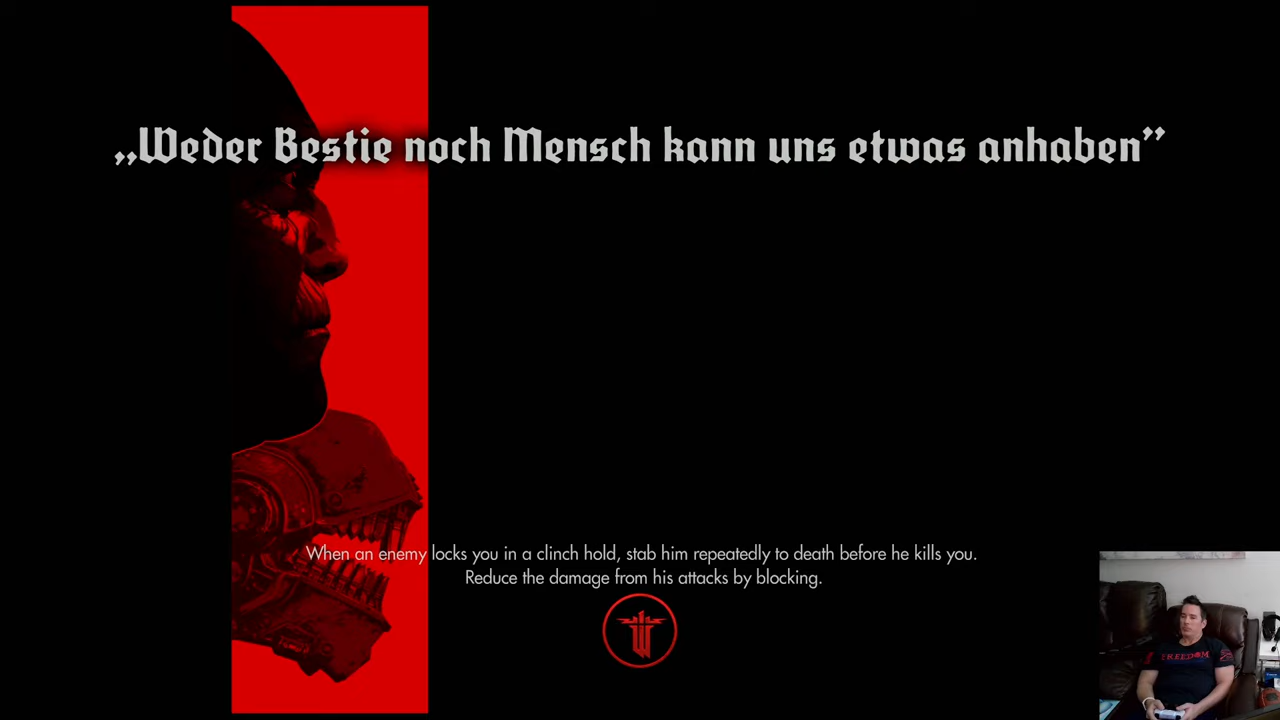 „Weder Bestie noch Mensch kann uns etwas anhaben”
When an enemy locks you in a clinch hold, stab him repeatedly to death before he kills you.
Reduce the damage from his attacks by blocking.
FREEDOM